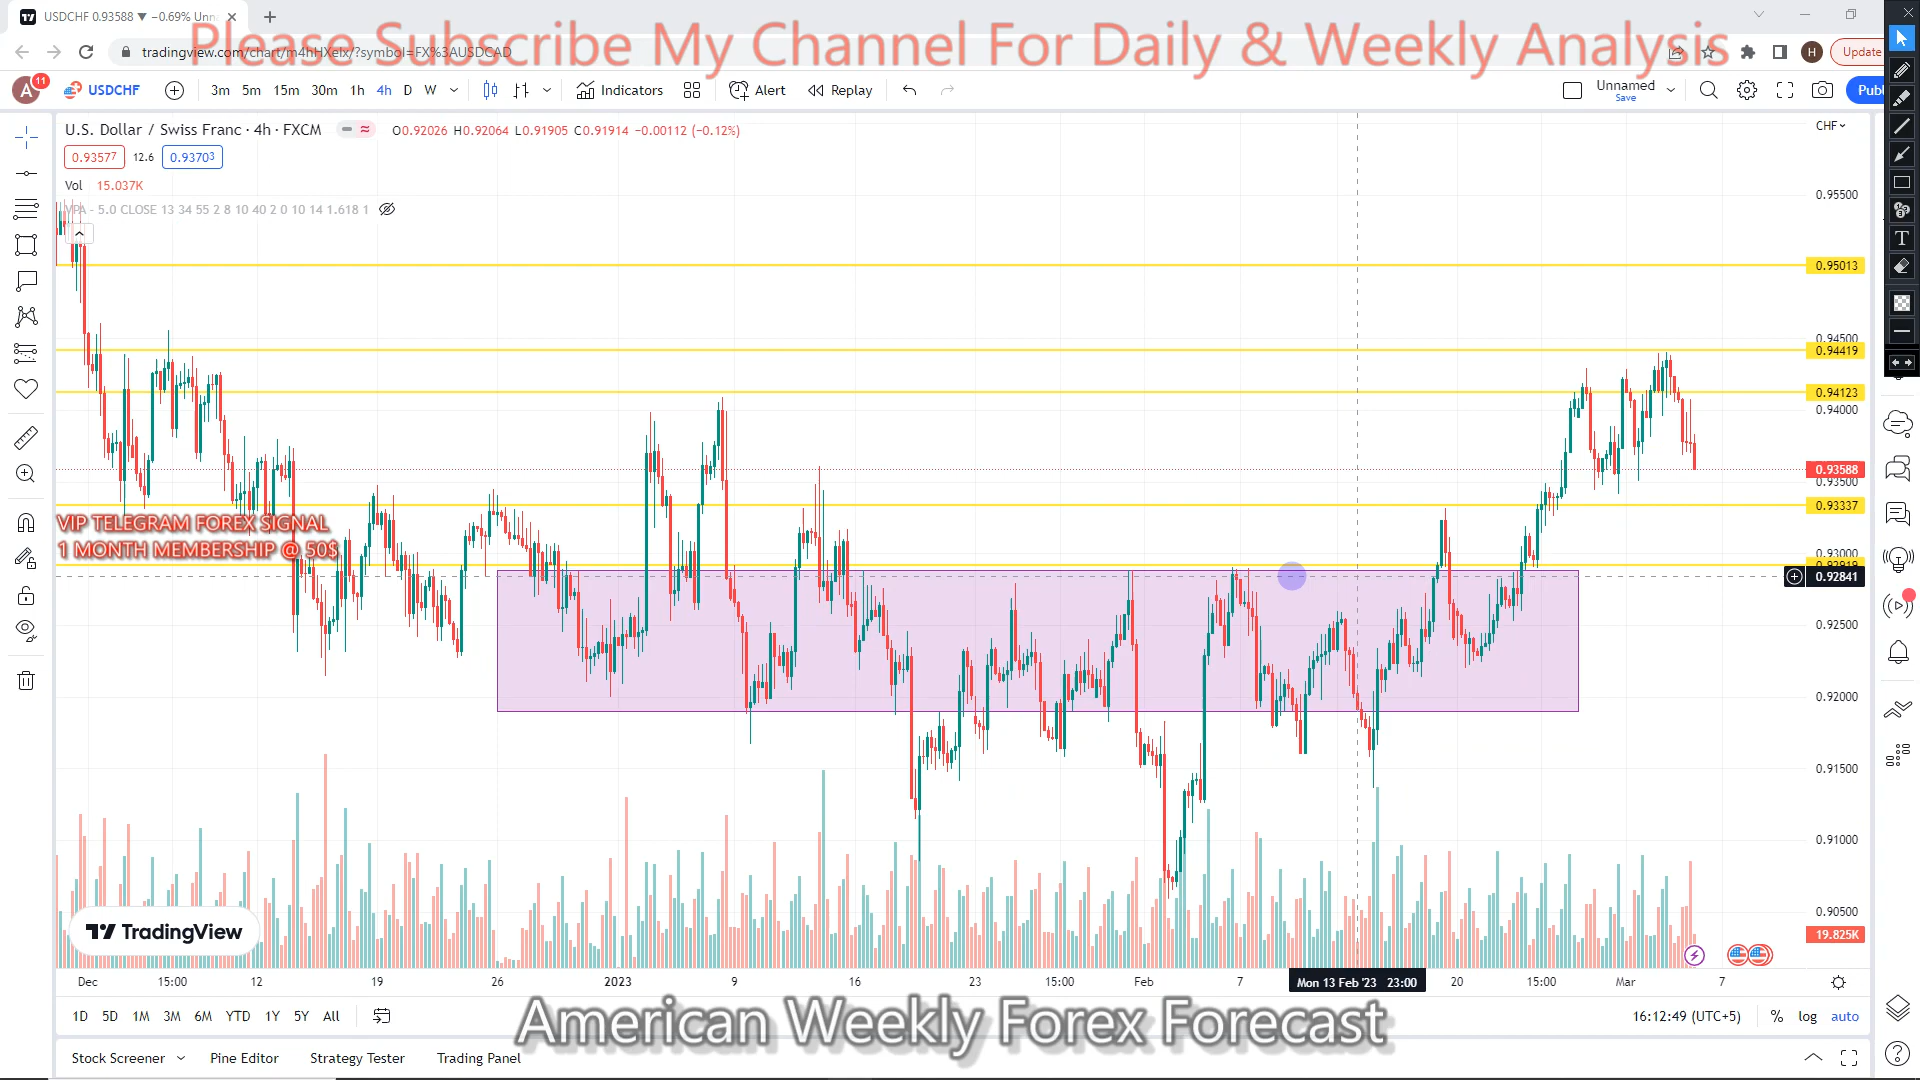 USDCHF 0.93588 ▼ −0.69% Unn
Please Subscribe My Channel For Daily & Weekly Analysis
tradingview.com/chart/m4hHXeIx/?symbol=FX%3AUSDCAD
H
Update
A
11
USDCHF
3m 5m 15m 30m 1h 4h D W
Indicators
Alert
Replay
Unnamed
Save
Publ
U.S. Dollar / Swiss Franc · 4h · FXCM
O0.92026 H0.92064 L0.91905 C0.91914 −0.00112 (−0.12%)
CHF
0.93577 12.6 0.93703
Vol 15.037K
VPA - 5.0 CLOSE 13 34 55 2 8 10 40 2 0 10 14 1.618 1
0.95500
0.95013
0.94500
0.94419
0.94123
0.94000
0.93588
0.93500
0.93337
VIP TELEGRAM FOREX SIGNAL
1 MONTH MEMBERSHIP @ 50$
0.93000
0.92841
0.92500
0.92000
0.91500
0.91000
0.90500
19.825K
TradingView
Dec 15:00 12 19 26 2023 9 16 23 15:00 Feb 7 Mon 13 Feb '23 23:00 20 15:00 Mar 7
1D 5D 1M 3M 6M YTD 1Y 5Y All
American Weekly Forex Forecast
16:12:49 (UTC+5) % log auto
Stock Screener Pine Editor Strategy Tester Trading Panel